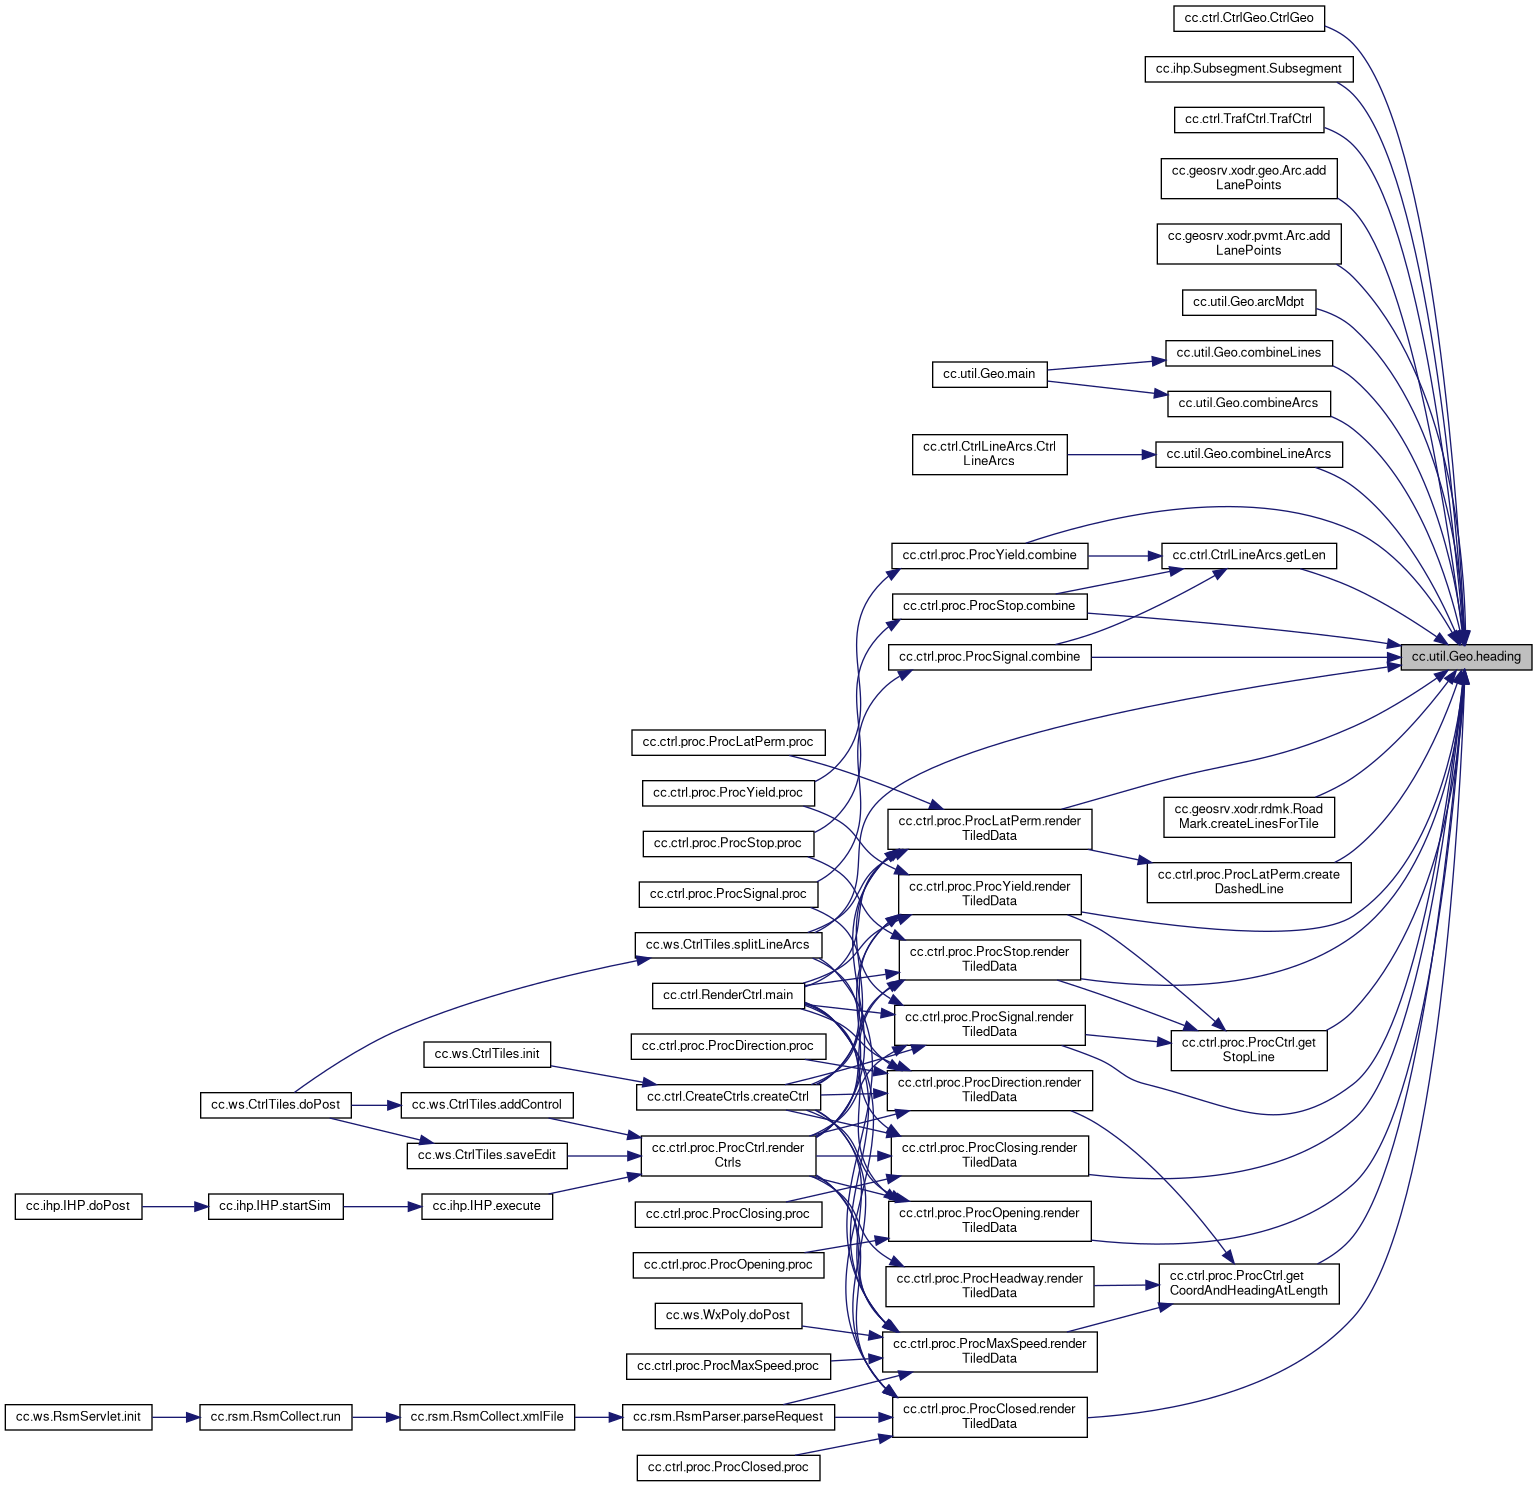 cc.ctrl.CtrlGeo.CtrlGeo
cc.ihp.Subsegment.Subsegment
cc.ctrl.TrafCtrl.TrafCtrl
cc.geosrv.xodr.geo.Arc.add
LanePoints
cc.geosrv.xodr.pvmt.Arc.add
LanePoints
cc.util.Geo.arcMdpt
cc.util.Geo.combineLines
cc.util.Geo.main
cc.util.Geo.combineArcs
cc.ctrl.CtrlLineArcs.Ctrl
LineArcs
cc.util.Geo.combineLineArcs
cc.ctrl.proc.ProcYield.combine
cc.ctrl.CtrlLineArcs.getLen
cc.ctrl.proc.ProcStop.combine
cc.ctrl.proc.ProcSignal.combine
cc.util.Geo.heading
cc.ctrl.proc.ProcLatPerm.proc
cc.ctrl.proc.ProcYield.proc
cc.ctrl.proc.ProcLatPerm.render
TiledData
cc.geosrv.xodr.rdmk.Road
Mark.createLinesForTile
cc.ctrl.proc.ProcStop.proc
cc.ctrl.proc.ProcLatPerm.create
DashedLine
cc.ctrl.proc.ProcSignal.proc
cc.ctrl.proc.ProcYield.render
TiledData
cc.ws.CtrlTiles.splitLineArcs
cc.ctrl.proc.ProcStop.render
TiledData
cc.ctrl.RenderCtrl.main
cc.ctrl.proc.ProcSignal.render
TiledData
cc.ctrl.proc.ProcCtrl.get
StopLine
cc.ctrl.proc.ProcDirection.proc
cc.ws.CtrlTiles.init
cc.ctrl.proc.ProcDirection.render
TiledData
cc.ctrl.CreateCtrls.createCtrl
cc.ws.CtrlTiles.doPost
cc.ws.CtrlTiles.addControl
cc.ctrl.proc.ProcCtrl.render
Ctrls
cc.ctrl.proc.ProcClosing.render
TiledData
cc.ws.CtrlTiles.saveEdit
cc.ihp.IHP.doPost
cc.ihp.IHP.startSim
cc.ihp.IHP.execute
cc.ctrl.proc.ProcClosing.proc
cc.ctrl.proc.ProcOpening.render
TiledData
cc.ctrl.proc.ProcOpening.proc
cc.ctrl.proc.ProcHeadway.render
TiledData
cc.ctrl.proc.ProcCtrl.get
CoordAndHeadingAtLength
cc.ws.WxPoly.doPost
cc.ctrl.proc.ProcMaxSpeed.render
TiledData
cc.ctrl.proc.ProcMaxSpeed.proc
cc.ws.RsmServlet.init
cc.rsm.RsmCollect.run
cc.rsm.RsmCollect.xmlFile
cc.rsm.RsmParser.parseRequest
cc.ctrl.proc.ProcClosed.render
TiledData
cc.ctrl.proc.ProcClosed.proc